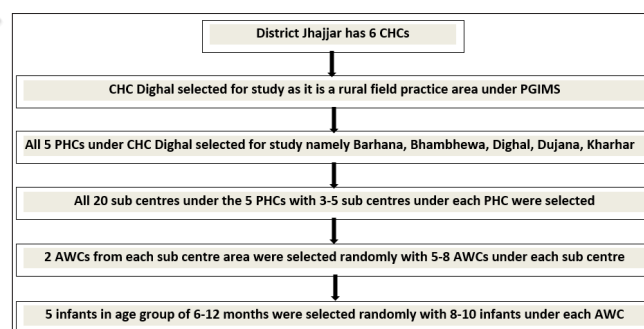 District Jhajjar has 6 CHCs
CHC Dighal selected for study as it is a rural field practice area under PGIMS
All 5 PHCs under CHC Dighal selected for study namely Barhana, Bhambhewa, Dighal, Dujana, Kharhar
All 20 sub centres under the 5 PHCs with 3-5 sub centres under each PHC were selected
2 AWCs from each sub centre area were selected randomly with 5-8 AWCs under each sub centre
5 infants in age group of 6-12 months were selected randomly with 8-10 infants under each AWC